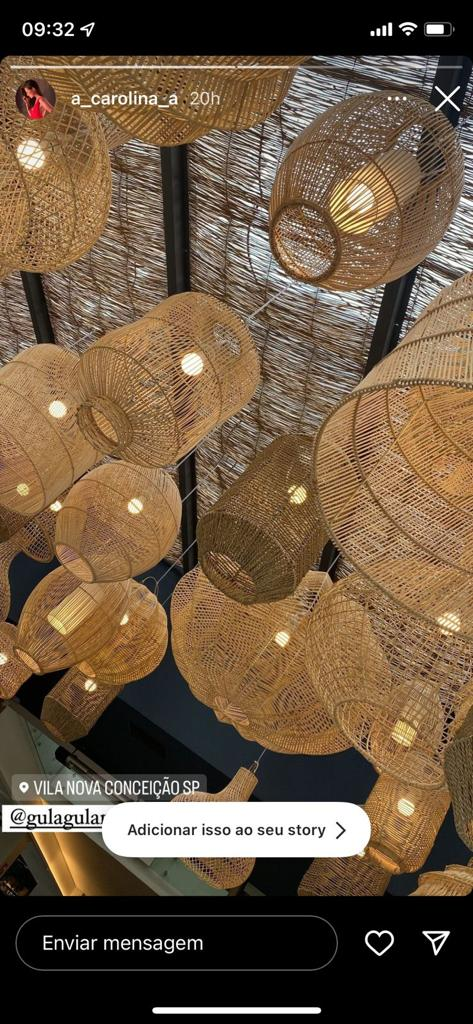 09:32
a_carolina_a 20h
VILA NOVA CONCEIÇÃO SP
Adicionar isso ao seu story
Enviar mensagem